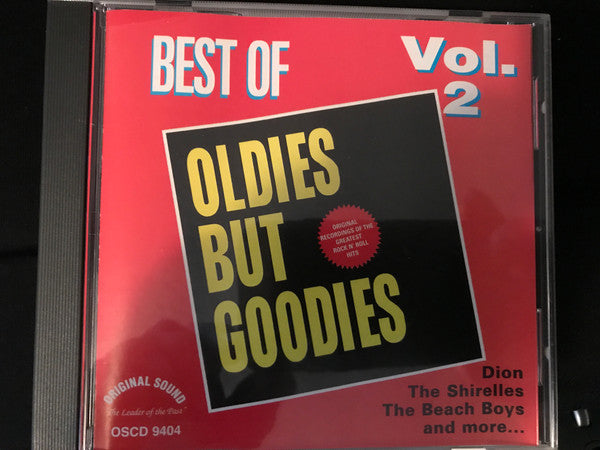 BEST OF
Vol.
2
OLDIES
BUT
GOODIES
ORIGINAL
RECORDINGS OF THE
GREATEST
ROCK N' ROLL
HITS
ORIGINAL SOUND
"The Leader of the Past"
OSCD 9404
Dion
The Shirelles
The Beach Boys
and more...